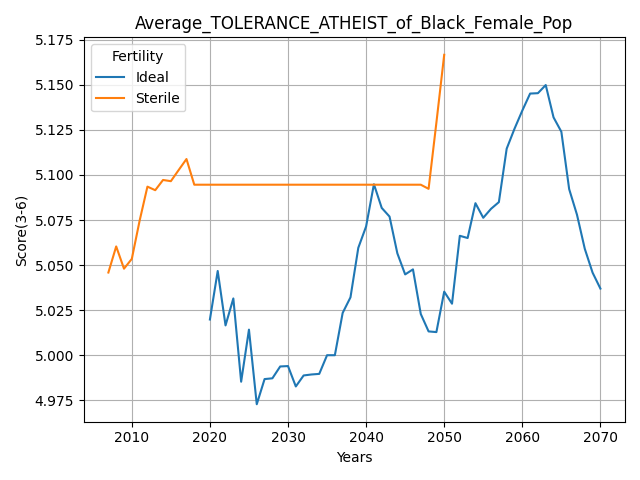 Average_TOLERANCE_ATHEIST_of_Black_Female_Pop
Fertility
Ideal
Sterile
Score(3-6)
5.175
5.150
5.125
5.100
5.075
5.050
5.025
5.000
4.975
2010 2020 2030 2040 2050 2060 2070
Years